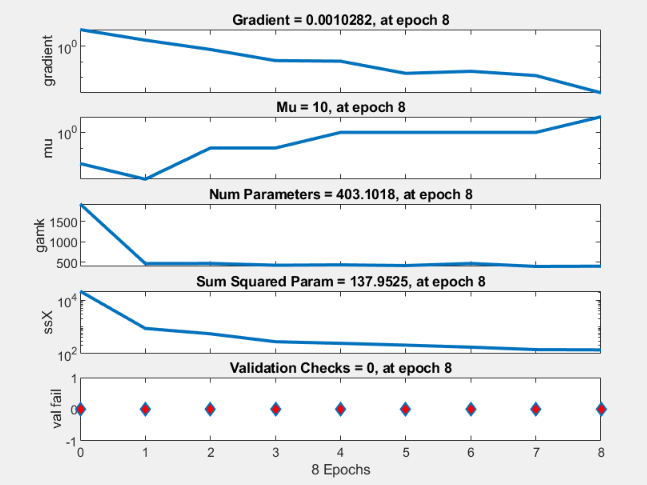 Gradient = 0.0010282, at epoch 8
10^0
gradient
Mu = 10, at epoch 8
10^0
mu
Num Parameters = 403.1018, at epoch 8
1500
1000
500
gamk
Sum Squared Param = 137.9525, at epoch 8
10^4
10^2
ssX
Validation Checks = 0, at epoch 8
1
0
-1
val fail
0 1 2 3 4 5 6 7 8
8 Epochs